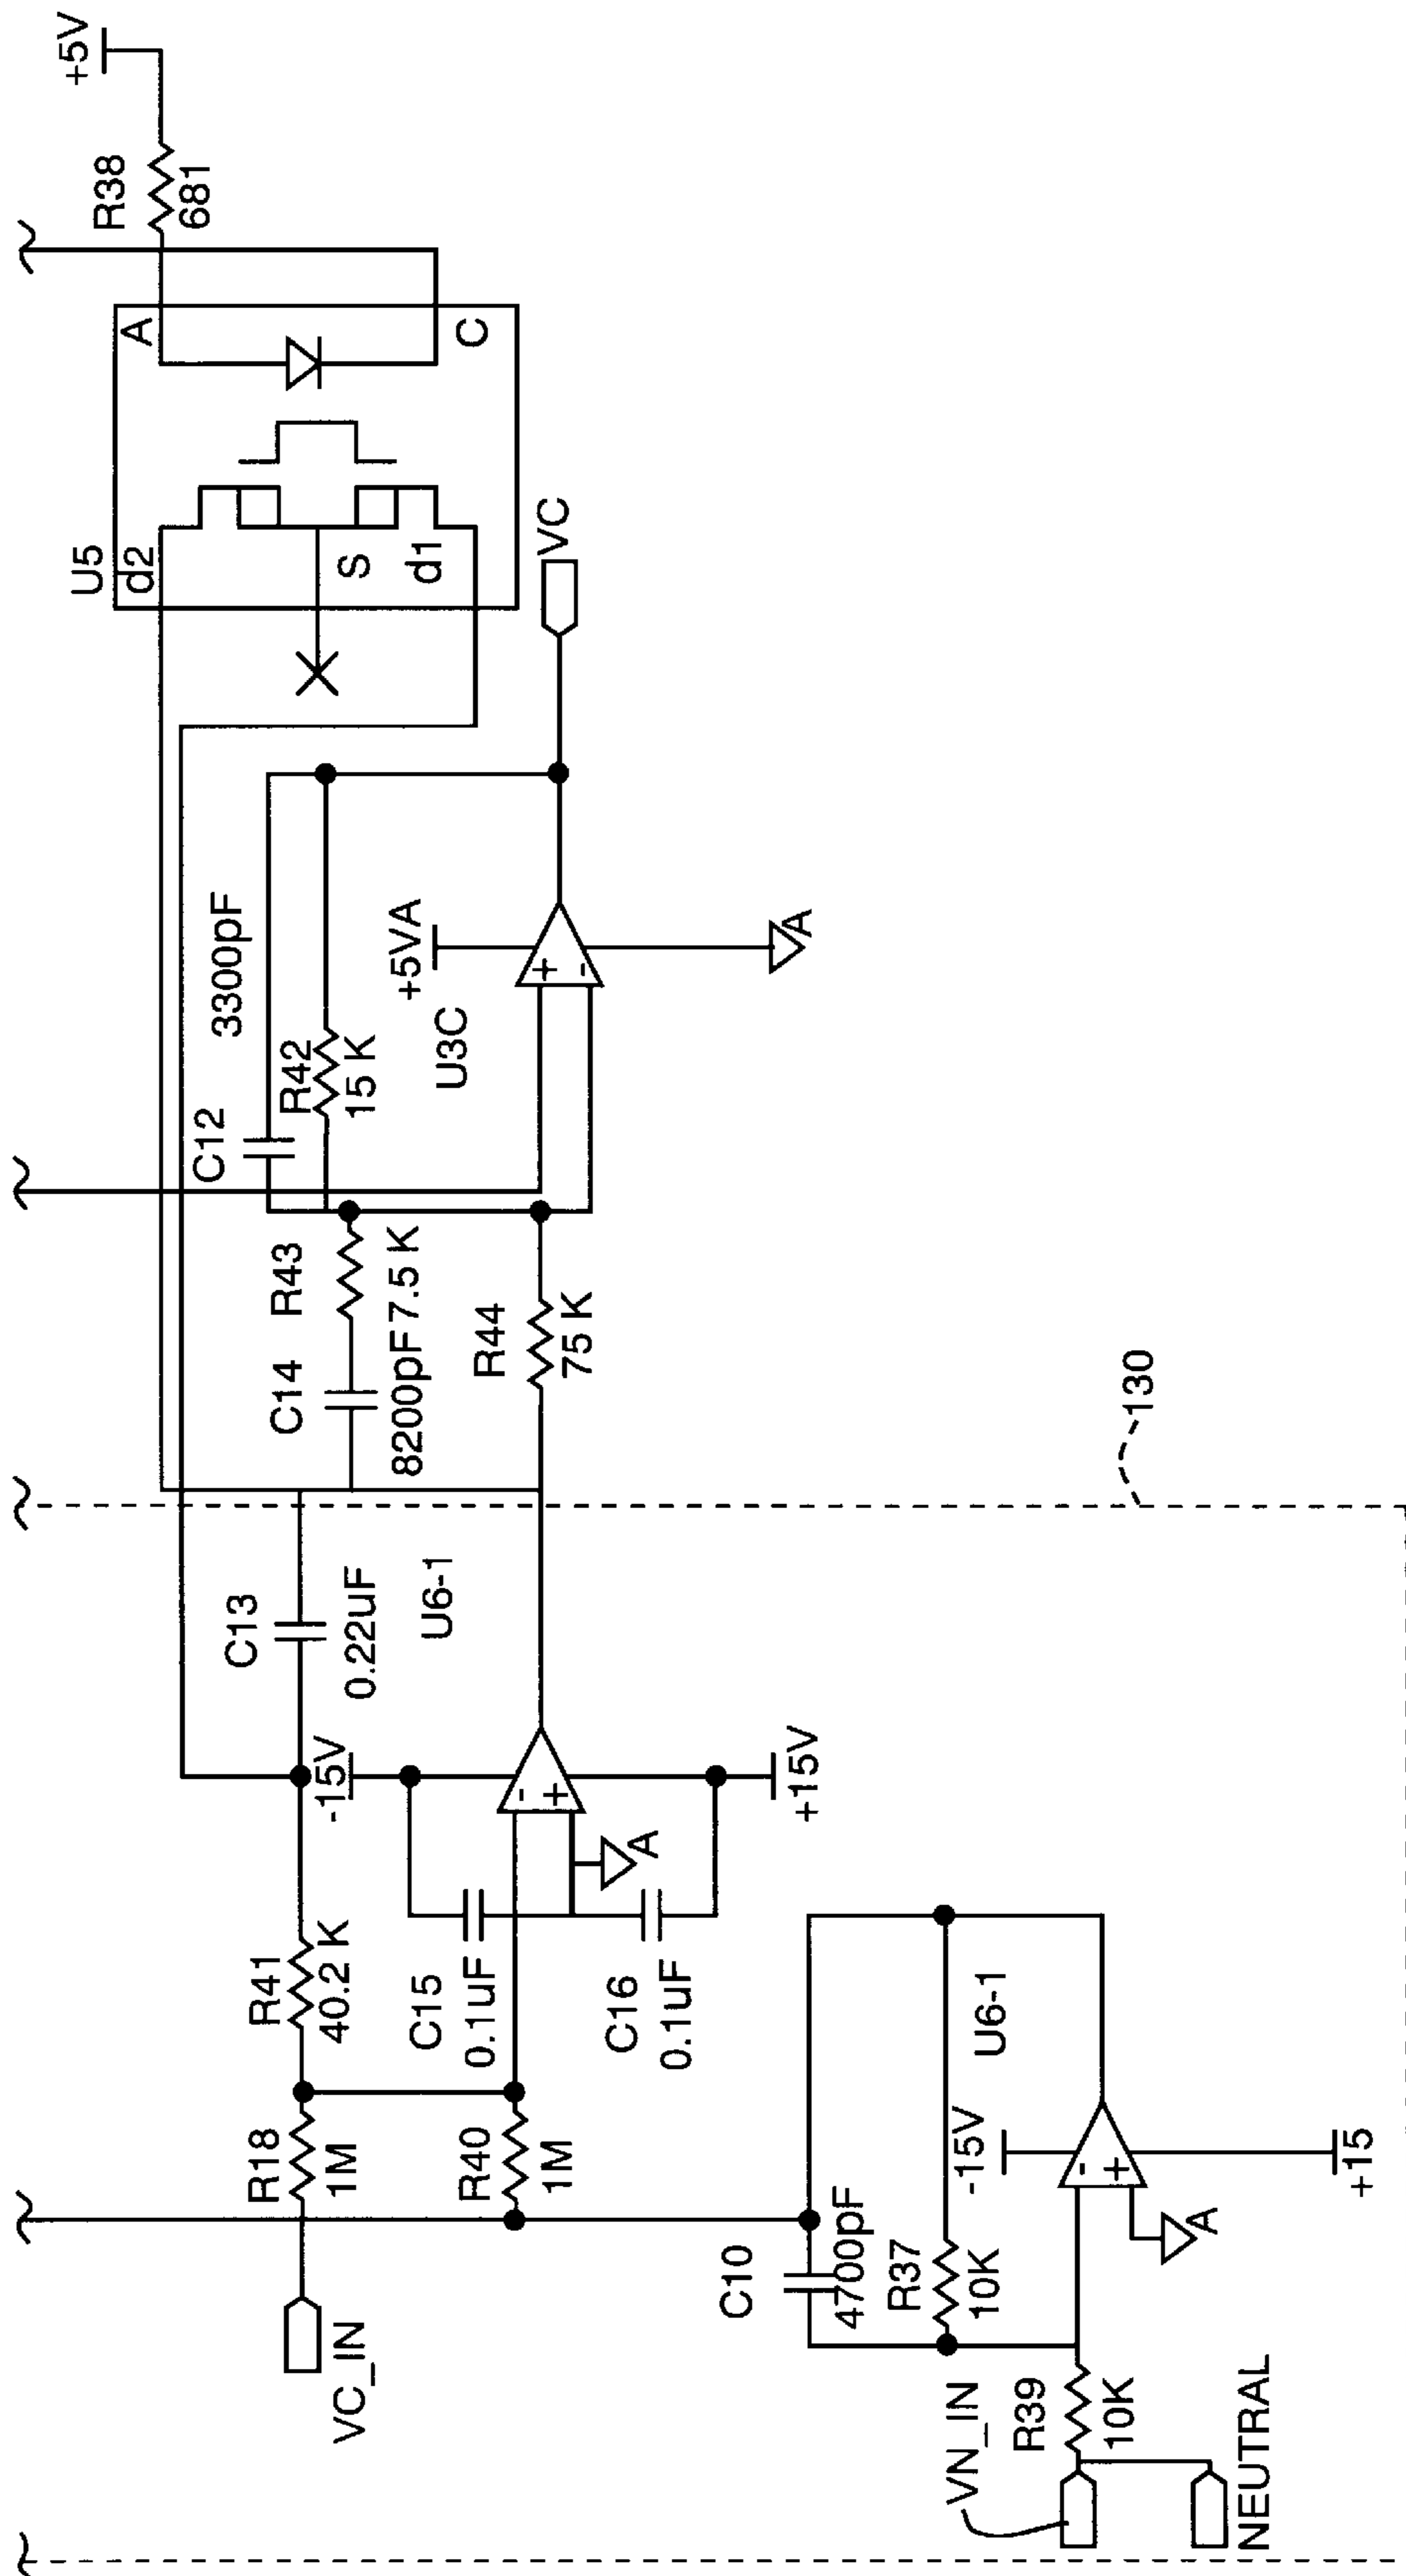 +5V
R38
681
A
C
U5
d2
S
d1
VC
3300pF
C12
R42
15 K
+5VA
U3C
+
-
A
R43
7.5 K
C14
8200pF
R44
75 K
130
C13
0.22uF
U6-1
-15V
-
+
+15V
A
R41
40.2 K
C15
0.1uF
C16
0.1uF
R18
1M
R40
1M
VC_IN
C10
4700pF
R37
10K
U6-1
-15V
-
+
+15
A
VN_IN
R39
10K
NEUTRAL